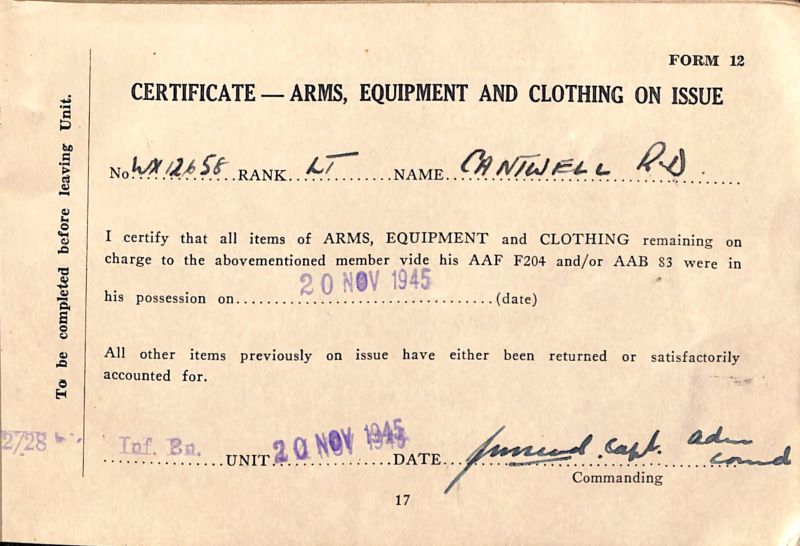 FORM 12
CERTIFICATE — ARMS, EQUIPMENT AND CLOTHING ON ISSUE
To be completed before leaving Unit.
No WX12658 RANK LT NAME CANTWELL R.D.
I certify that all items of ARMS, EQUIPMENT and CLOTHING remaining on
charge to the abovementioned member vide his AAF F204 and/or AAB 83 were in
his possession on 20 NOV 1945 (date)
All other items previously on issue have either been returned or satisfactorily
accounted for.
2/28 Inf. Bn. UNIT 20 NOV 1945 DATE Capt. adm comd
Commanding
17